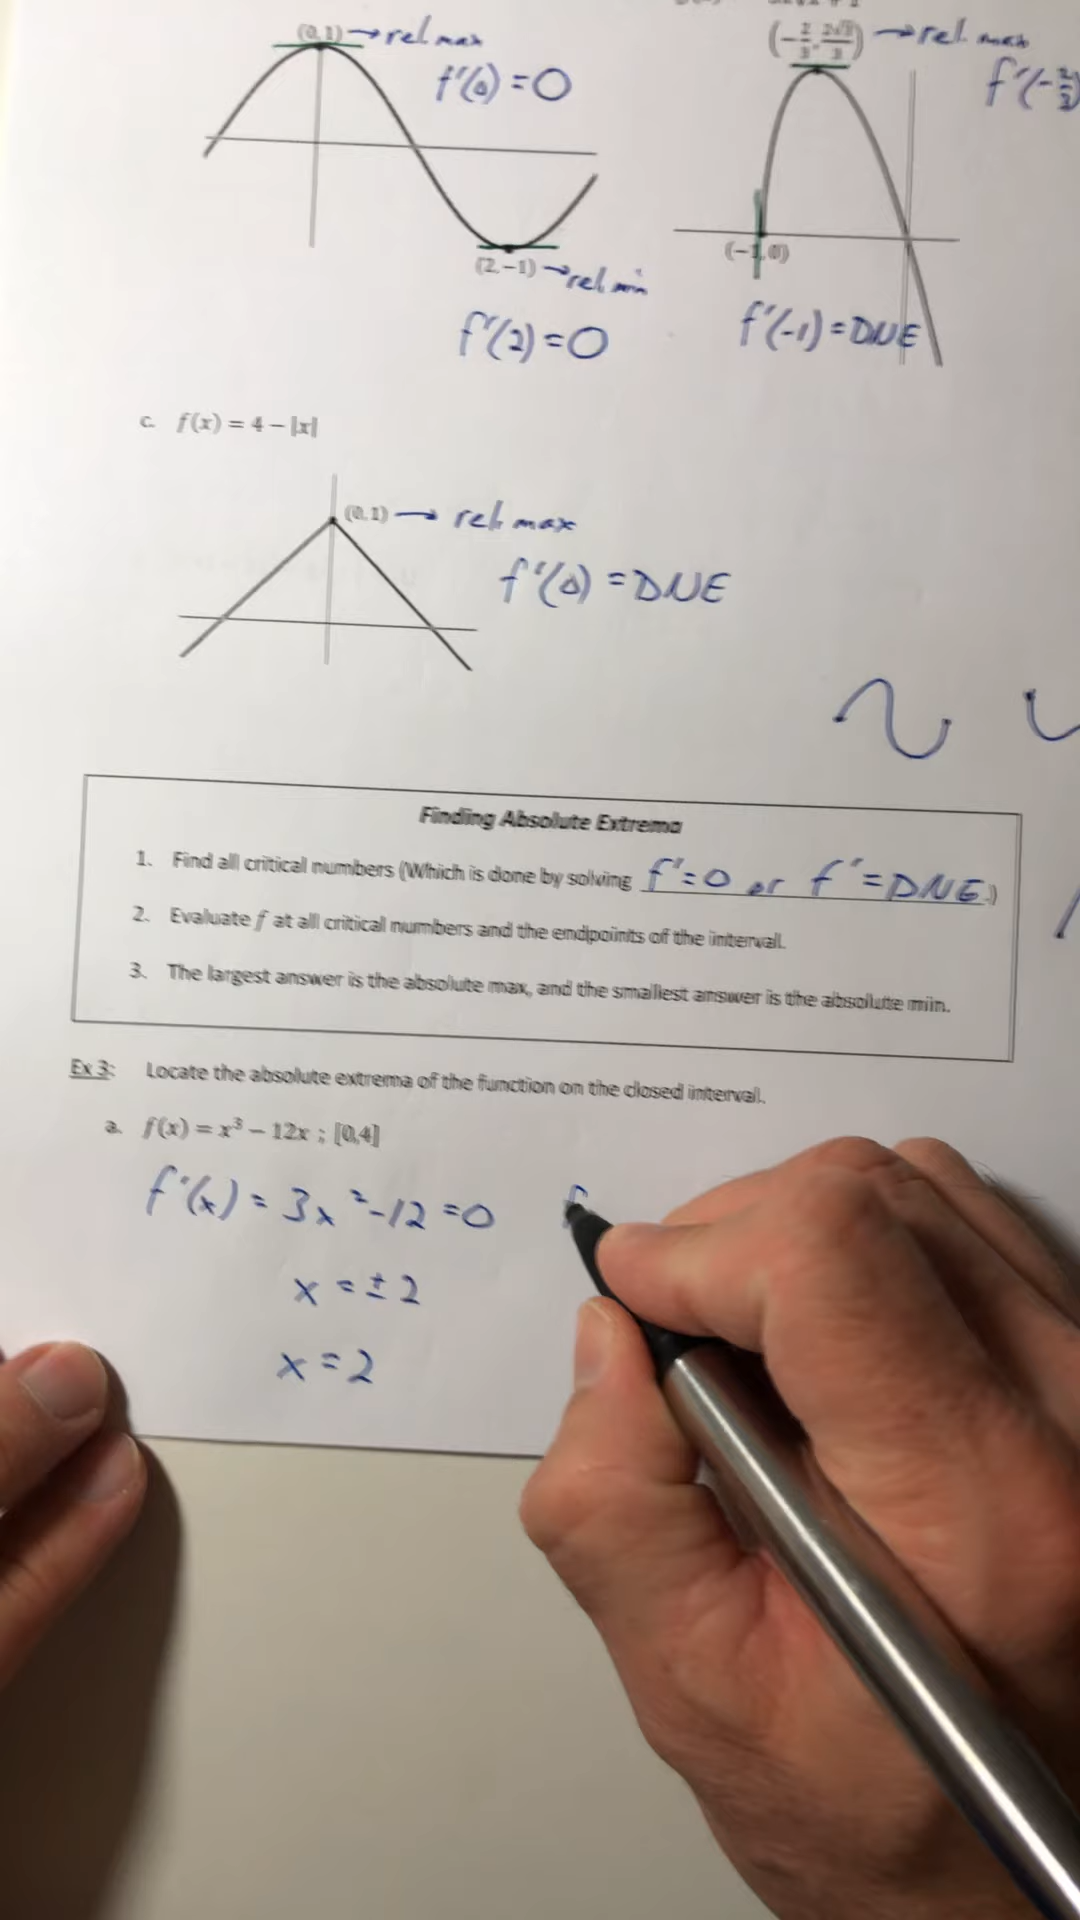 (0,1) → rel max
f'(0) = 0
(2,-1) → rel min
f'(2) = 0
→ rel. max
(-1,0)
f'(-1) = DNE
c. f(x) = 4 - |x|
(0,1) → rel. max
f'(0) = DNE
Finding Absolute Extrema
1. Find all critical numbers (Which is done by solving f' = 0 or f' = DNE.)
2. Evaluate f at all critical numbers and the endpoints of the interval.
3. The largest answer is the absolute max, and the smallest answer is the absolute min.
Ex 3: Locate the absolute extrema of the function on the closed interval.
a. f(x) = x³ - 12x ; [0,4]
f'(x) = 3x² - 12 = 0 f
x = ± 2
x = 2